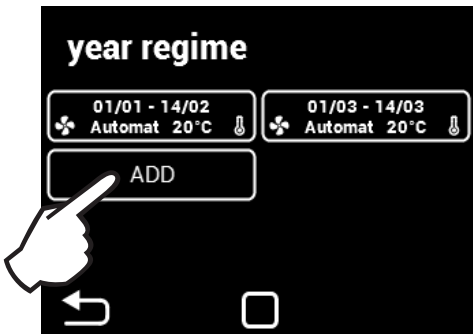 year regime
01/01 - 14/02
Automat 20°C
01/03 - 14/03
Automat 20°C
ADD